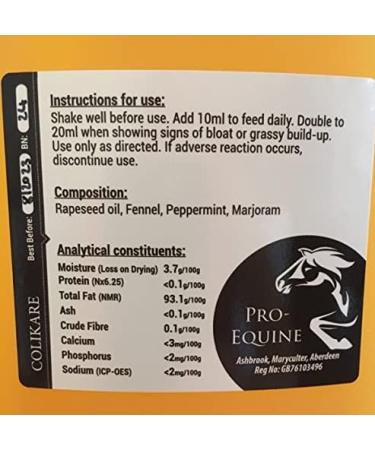 Instructions for use:
Shake well before use. Add 10ml to feed daily. Double to
20ml when showing signs of bloat or grassy build-up.
Use only as directed. If adverse reaction occurs,
discontinue use.
Composition:
Rapeseed oil, Fennel, Peppermint, Marjoram
Analytical constituents:
Moisture (Loss on Drying) 3.7g/100g
Protein (Nx6.25) <0.1g/100g
Total Fat (NMR) 93.1g/100g
Ash <0.1g/100g
Crude Fibre 0.1g/100g
Calcium <3mg/100g
Phosphorus <2mg/100g
Sodium (ICP-OES) <2mg/100g
PRO-
EQUINE
Ashbrook, Maryculter, Aberdeen
Reg No: GB76103496
COLIKARE
Best Before: 2023 BN: 24